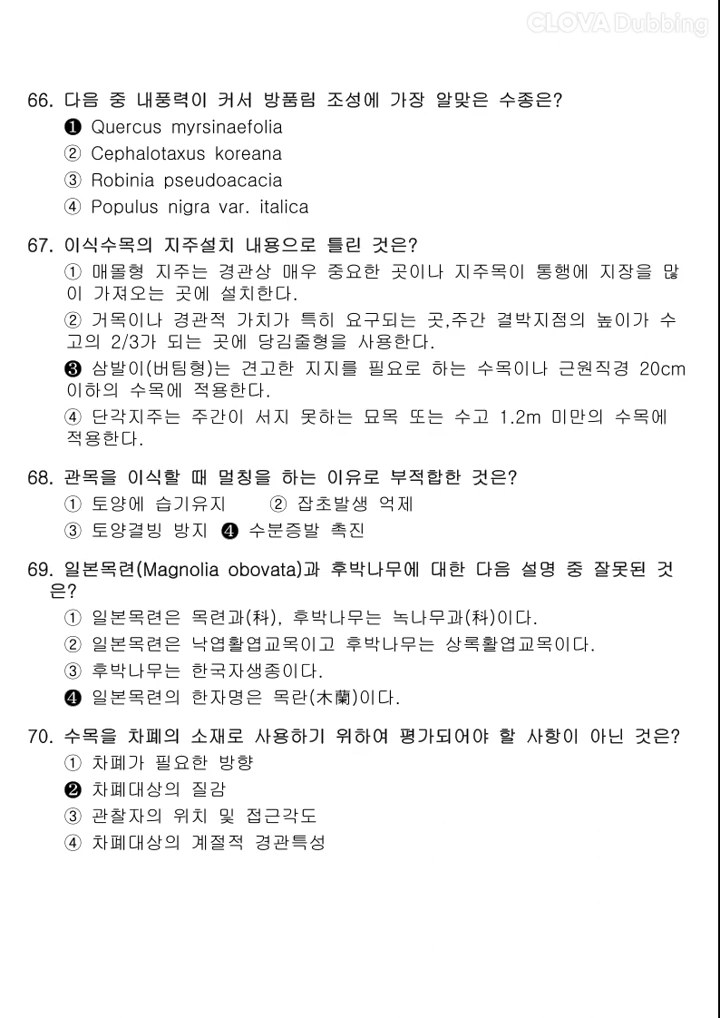 CLOVA Dubbing
66. 다음 중 내풍력이 커서 방품림 조성에 가장 알맞은 수종은?
❶ Quercus myrsinaefolia
② Cephalotaxus koreana
③ Robinia pseudoacacia
④ Populus nigra var. italica
67. 이식수목의 지주설치 내용으로 틀린 것은?
① 매몰형 지주는 경관상 매우 중요한 곳이나 지주목이 통행에 지장을 많
이 가져오는 곳에 설치한다.
② 거목이나 경관적 가치가 특히 요구되는 곳,주간 결박지점의 높이가 수
고의 2/3가 되는 곳에 당김줄형을 사용한다.
❸ 삼발이(버팀형)는 견고한 지지를 필요로 하는 수목이나 근원직경 20cm
이하의 수목에 적용한다.
④ 단각지주는 주간이 서지 못하는 묘목 또는 수고 1.2m 미만의 수목에
적용한다.
68. 관목을 이식할 때 멀칭을 하는 이유로 부적합한 것은?
① 토양에 습기유지 ② 잡초발생 억제
③ 토양결빙 방지 ❹ 수분증발 촉진
69. 일본목련(Magnolia obovata)과 후박나무에 대한 다음 설명 중 잘못된 것
은?
① 일본목련은 목련과(科), 후박나무는 녹나무과(科)이다.
② 일본목련은 낙엽활엽교목이고 후박나무는 상록활엽교목이다.
③ 후박나무는 한국자생종이다.
❹ 일본목련의 한자명은 목란(木蘭)이다.
70. 수목을 차폐의 소재로 사용하기 위하여 평가되어야 할 사항이 아닌 것은?
① 차폐가 필요한 방향
❷ 차폐대상의 질감
③ 관찰자의 위치 및 접근각도
④ 차폐대상의 계절적 경관특성